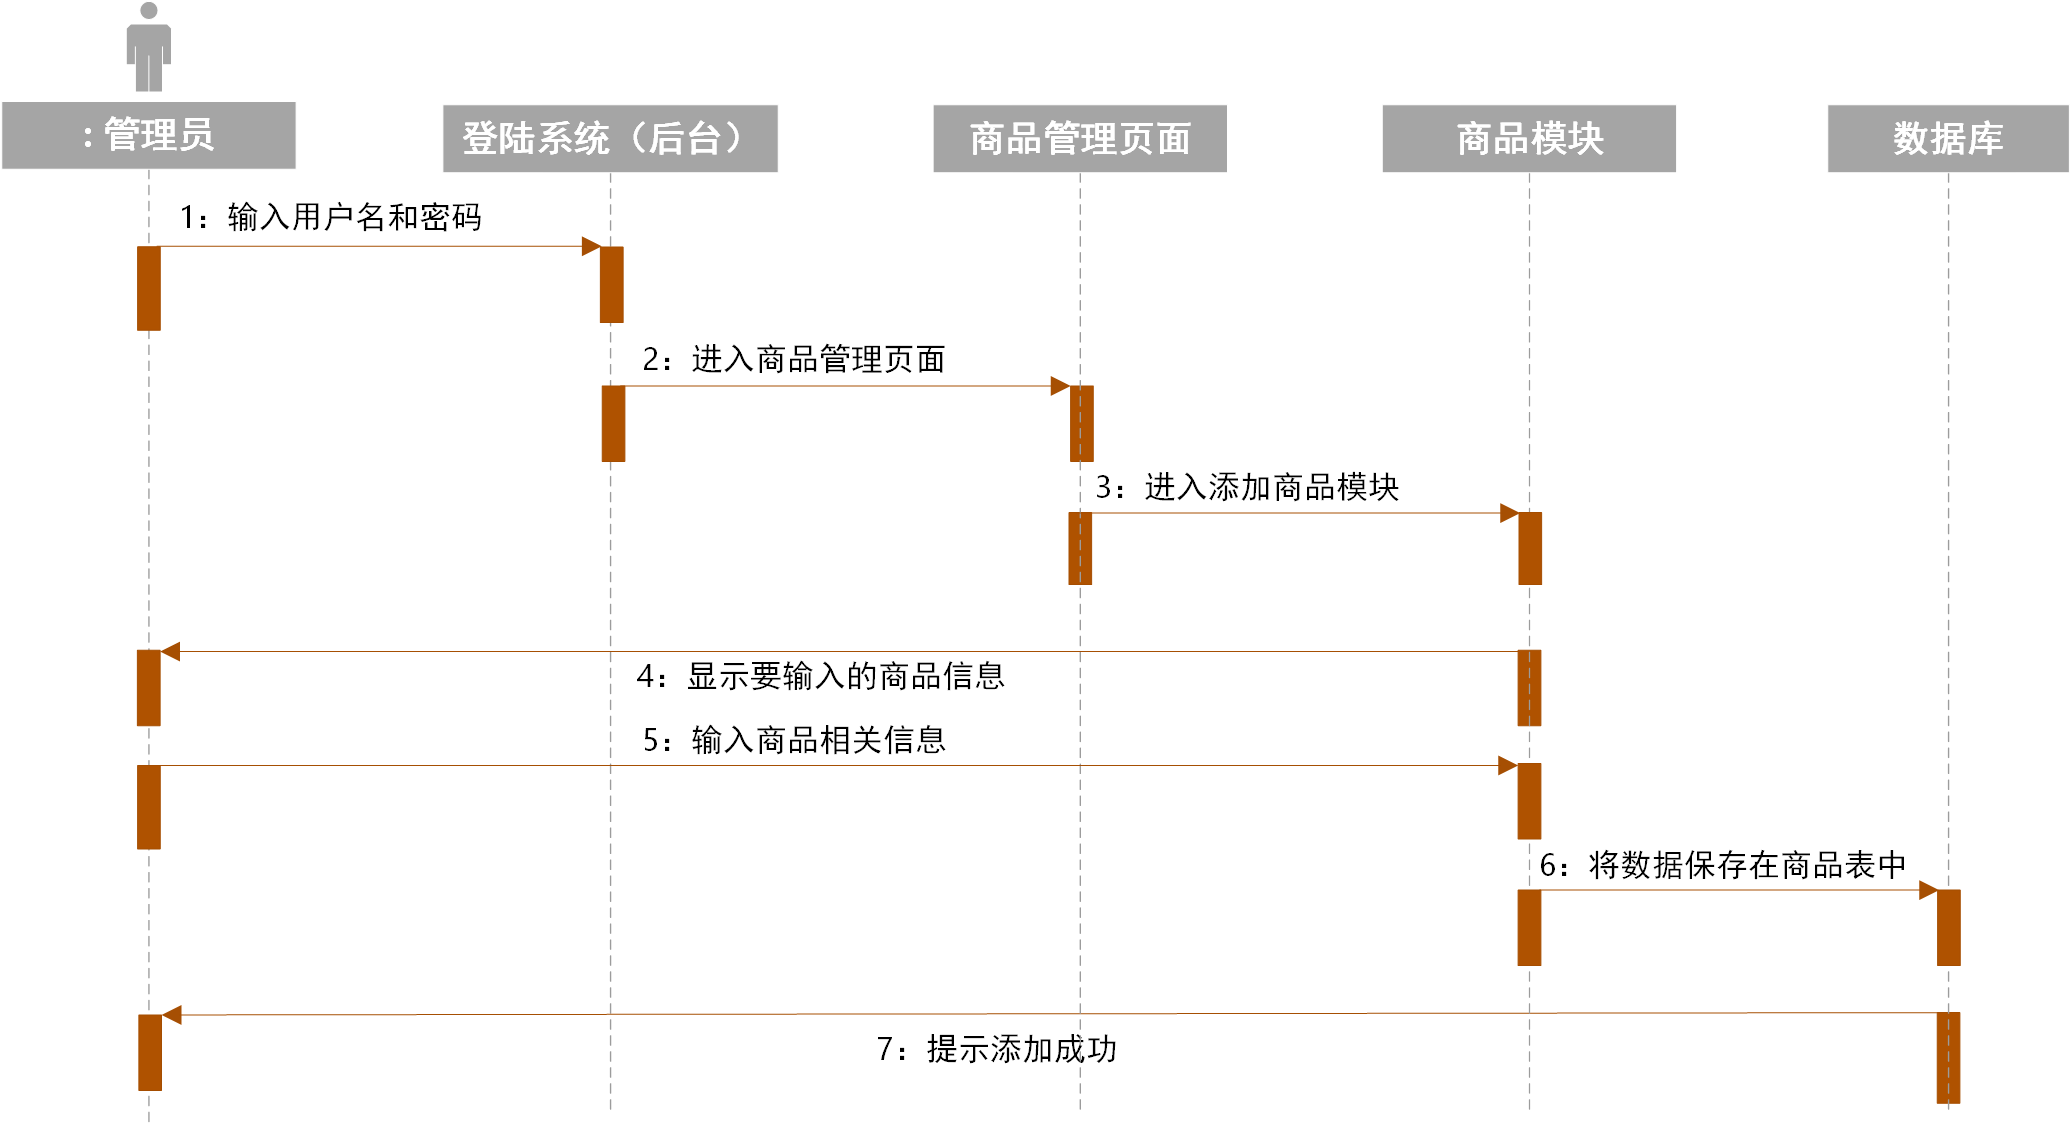 : 管理员
登陆系统（后台）
商品管理页面
商品模块
数据库
1：输入用户名和密码
2：进入商品管理页面
3：进入添加商品模块
4：显示要输入的商品信息
5：输入商品相关信息
6：将数据保存在商品表中
7：提示添加成功